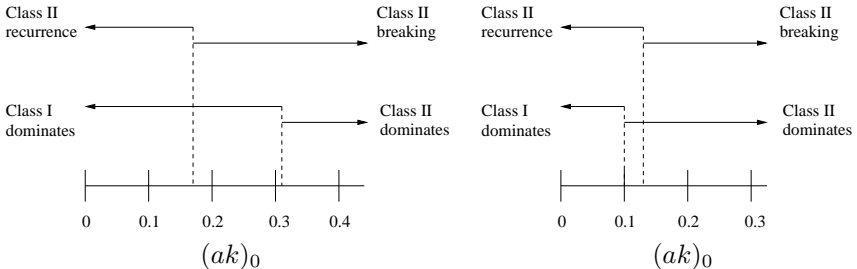 Class II
recurrence
Class II
breaking
Class I
dominates
Class II
dominates
0 0.1 0.2 0.3 0.4
(ak)₀
Class II
recurrence
Class II
breaking
Class I
dominates
Class II
dominates
0 0.1 0.2 0.3
(ak)₀